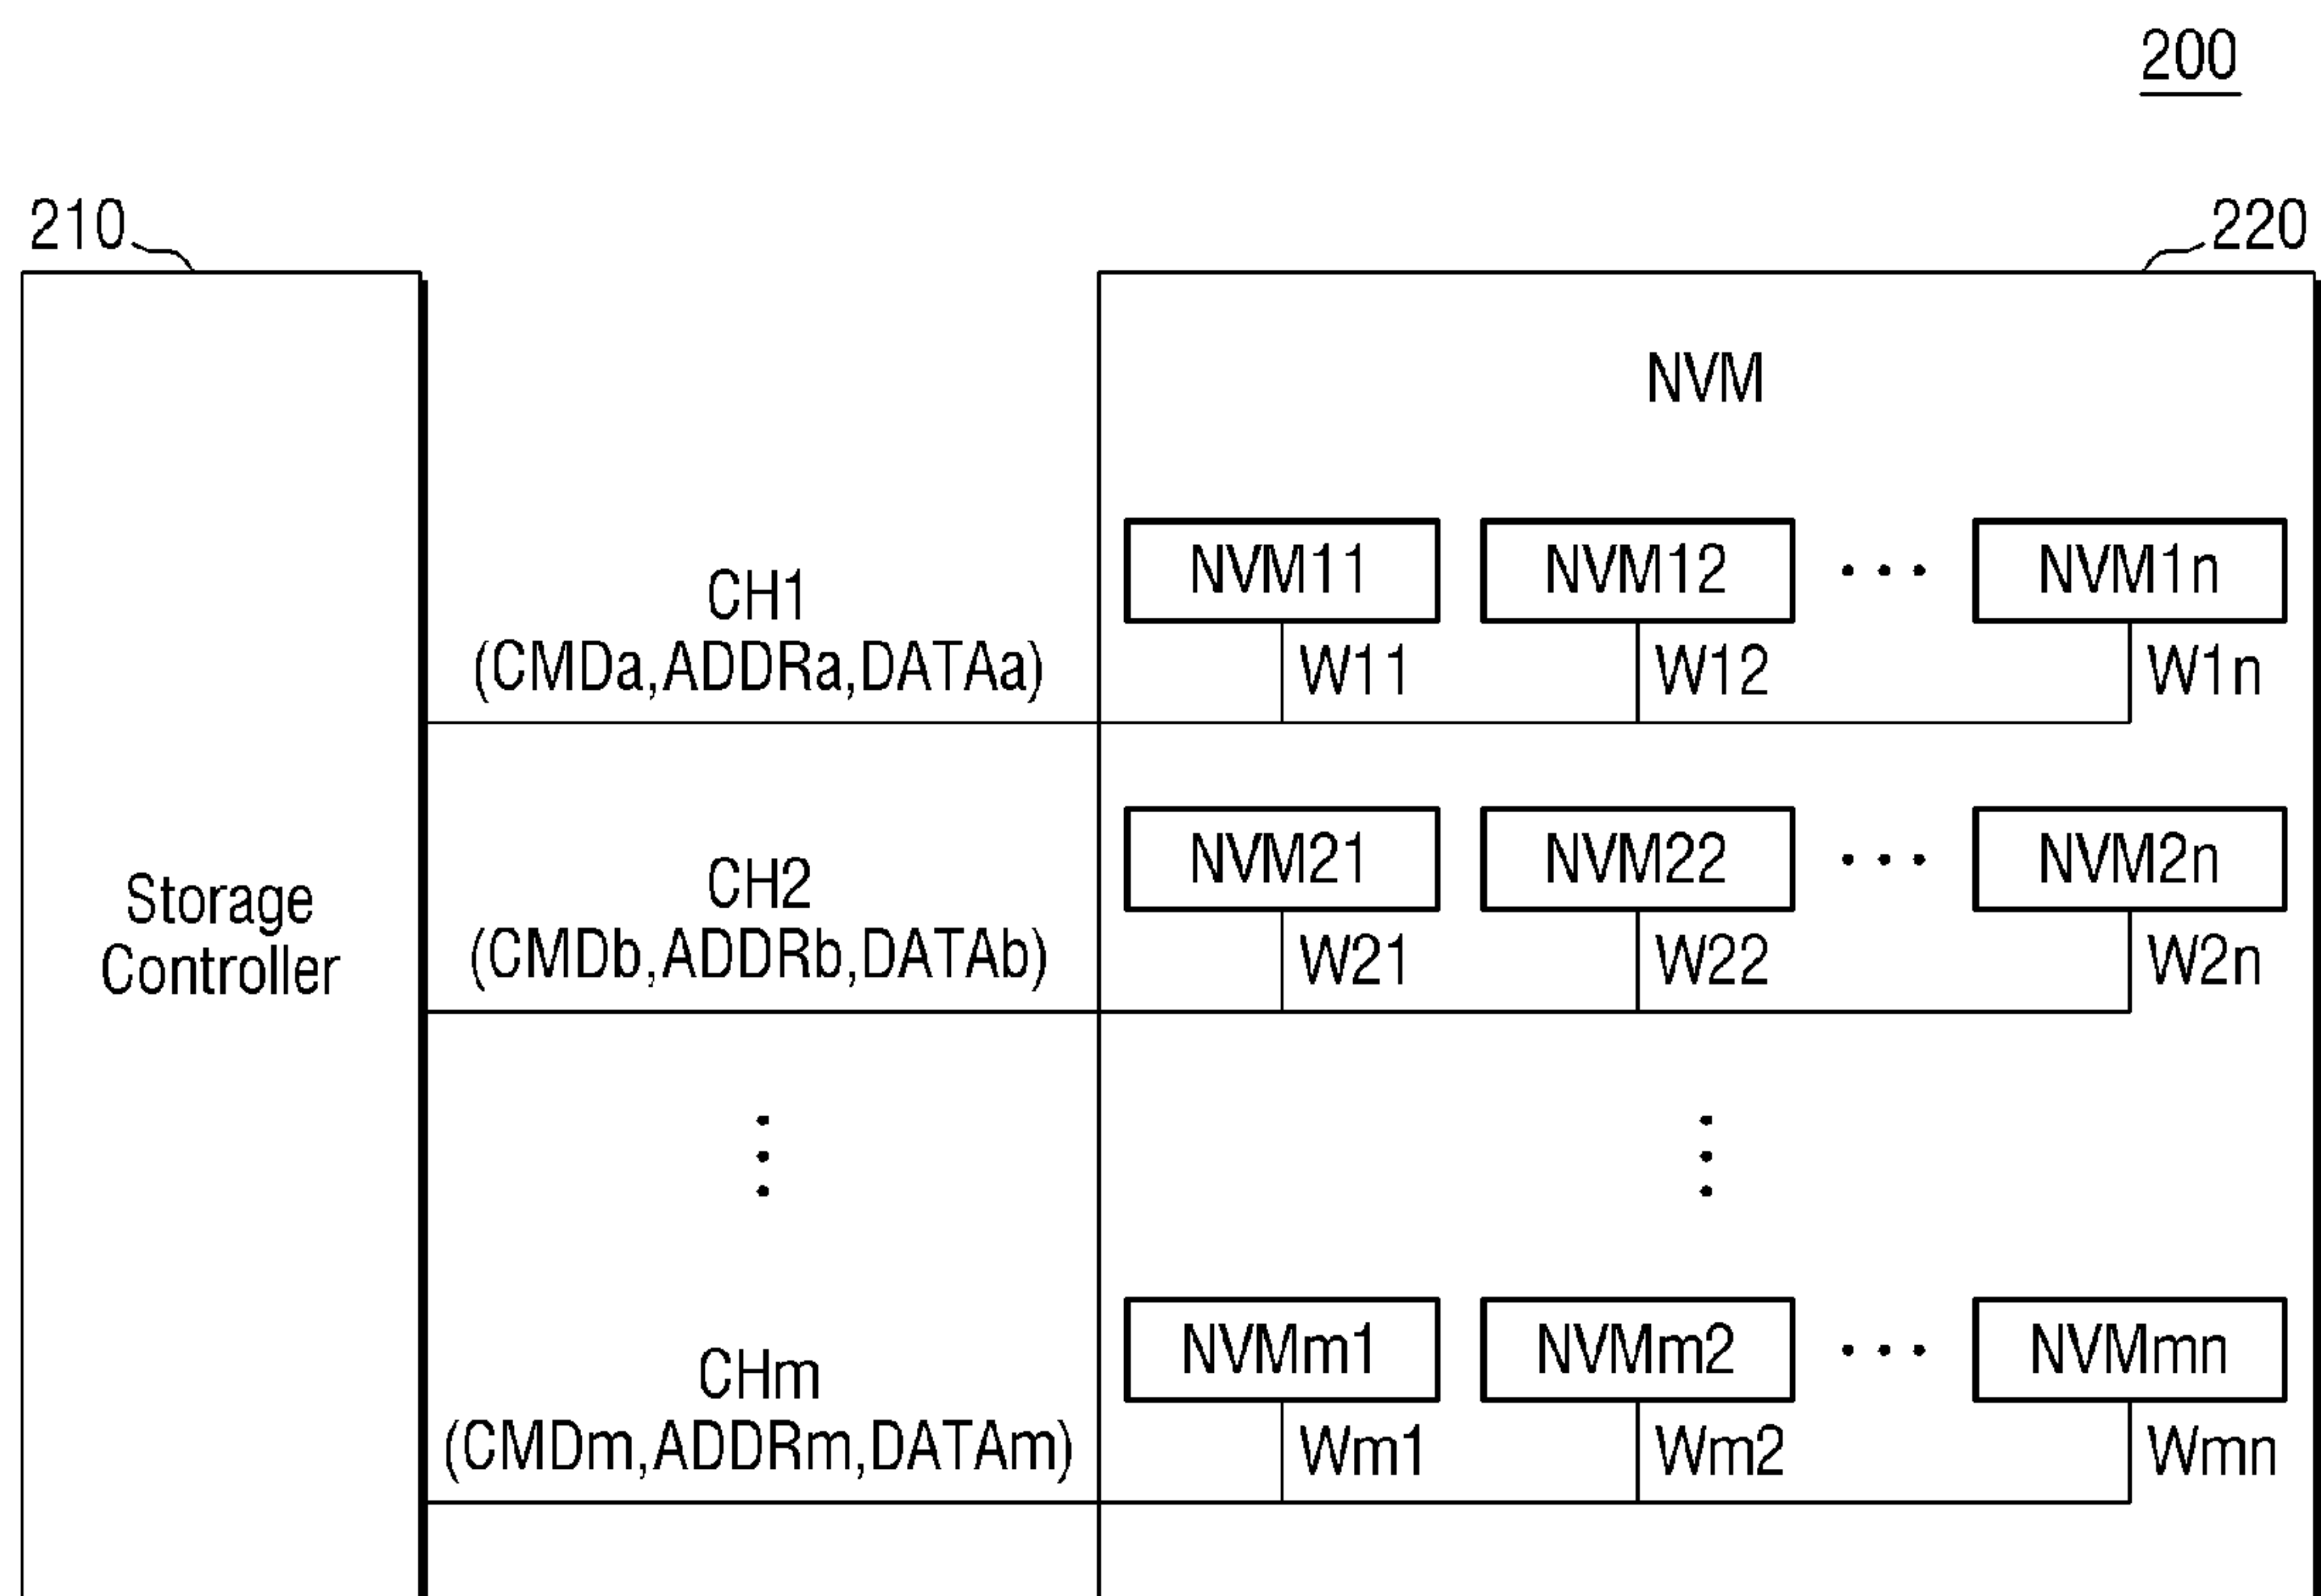 200
210
220
NVM
NVM11 NVM12 ··· NVM1n
CH1
(CMDa,ADDRa,DATAa)
W11 W12 W1n
NVM21 NVM22 ··· NVM2n
CH2
(CMDb,ADDRb,DATAb)
W21 W22 W2n
Storage
Controller
NVMm1 NVMm2 ··· NVMmn
CHm
(CMDm,ADDRm,DATAm)
Wm1 Wm2 Wmn